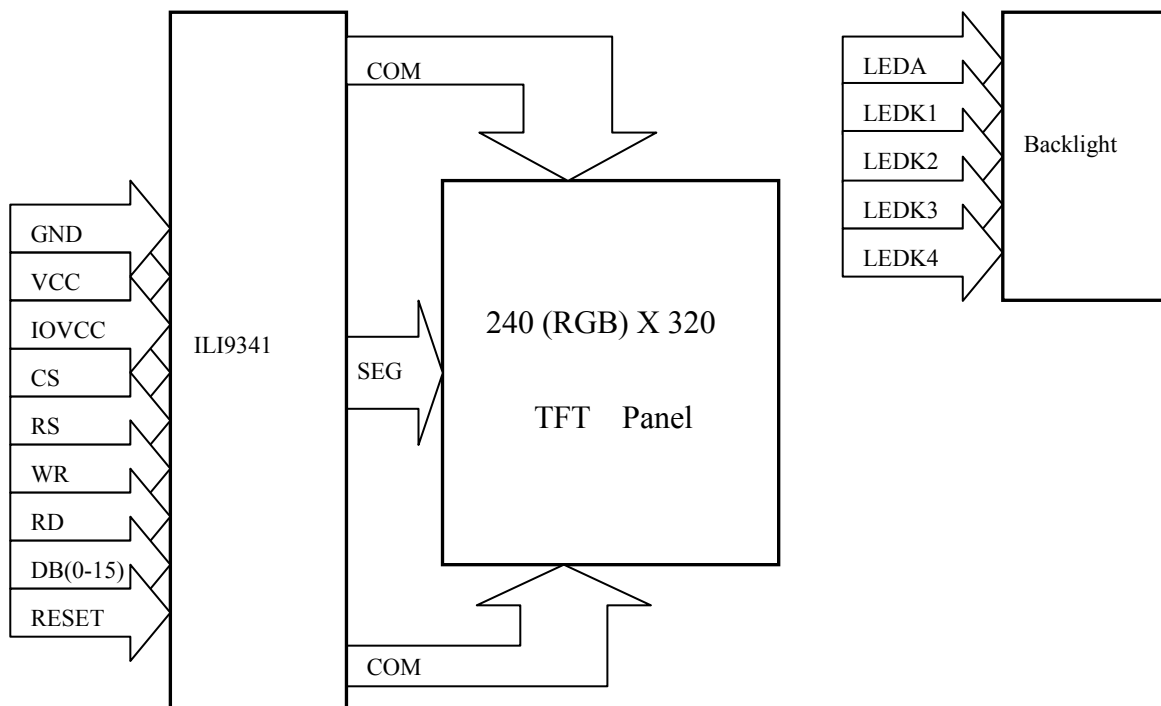 COM
GND
VCC
IOVCC
CS
RS
WR
RD
DB(0-15)
RESET
ILI9341
SEG
240 (RGB) X 320
TFT Panel
COM
LEDA
LEDK1
LEDK2
LEDK3
LEDK4
Backlight